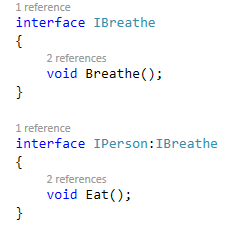 1 reference
interface IBreathe
{
2 references
void Breathe();
}
1 reference
interface IPerson:IBreathe
{
2 references
void Eat();
}